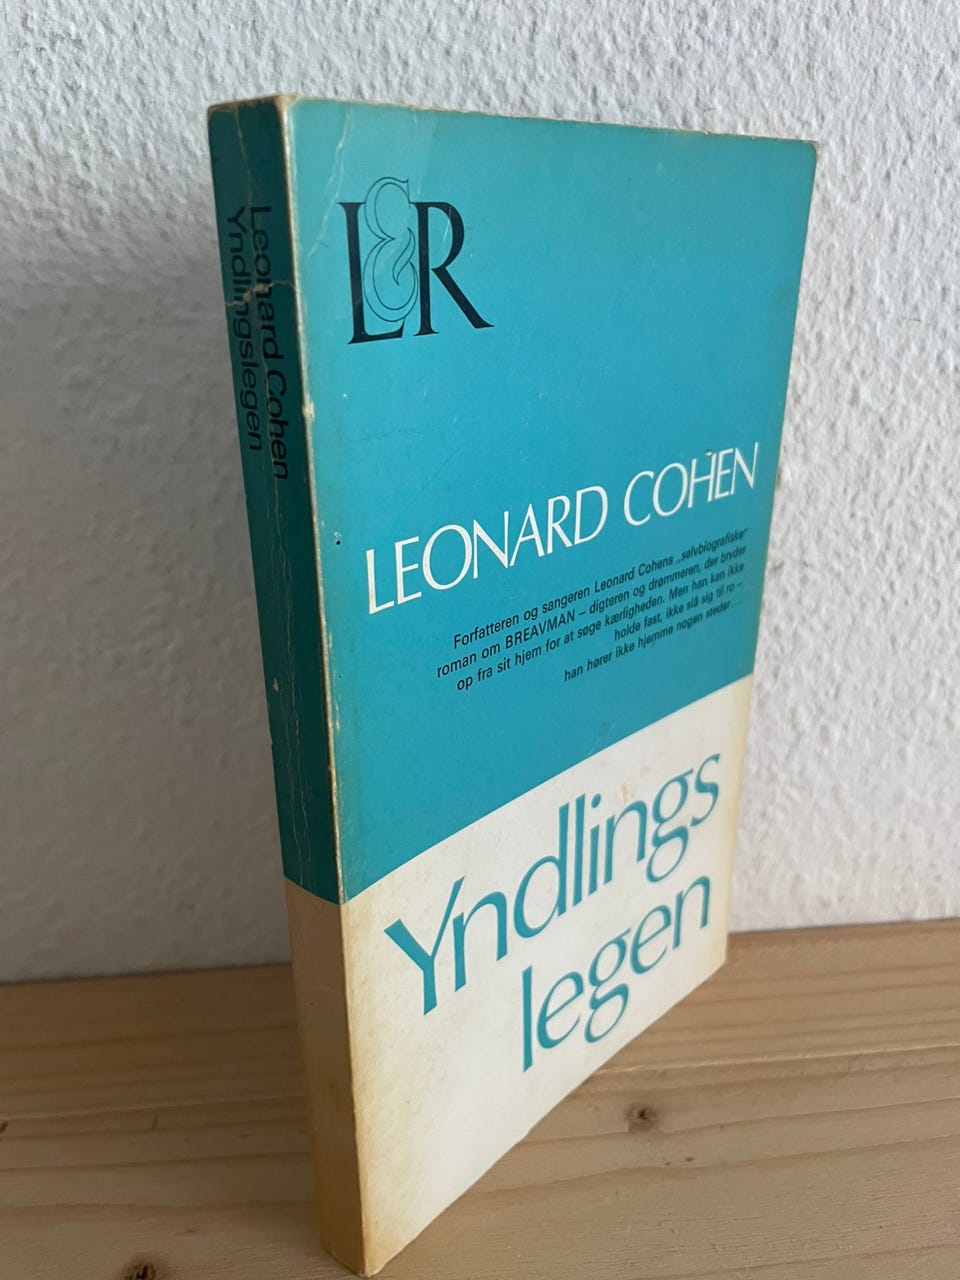 Leonard Cohen
Yndlingslegen
L&R
LEONARD COHEN
Forfatteren og sangeren Leonard Cohens „selvbiografiske"
roman om BREAVMAN – digteren og drømmeren, der bryder
op fra sit hjem for at søge kærligheden. Men han kan ikke
holde fast, ikke slå sig til ro –
han hører ikke hjemme nogen steder...
Yndlings
legen